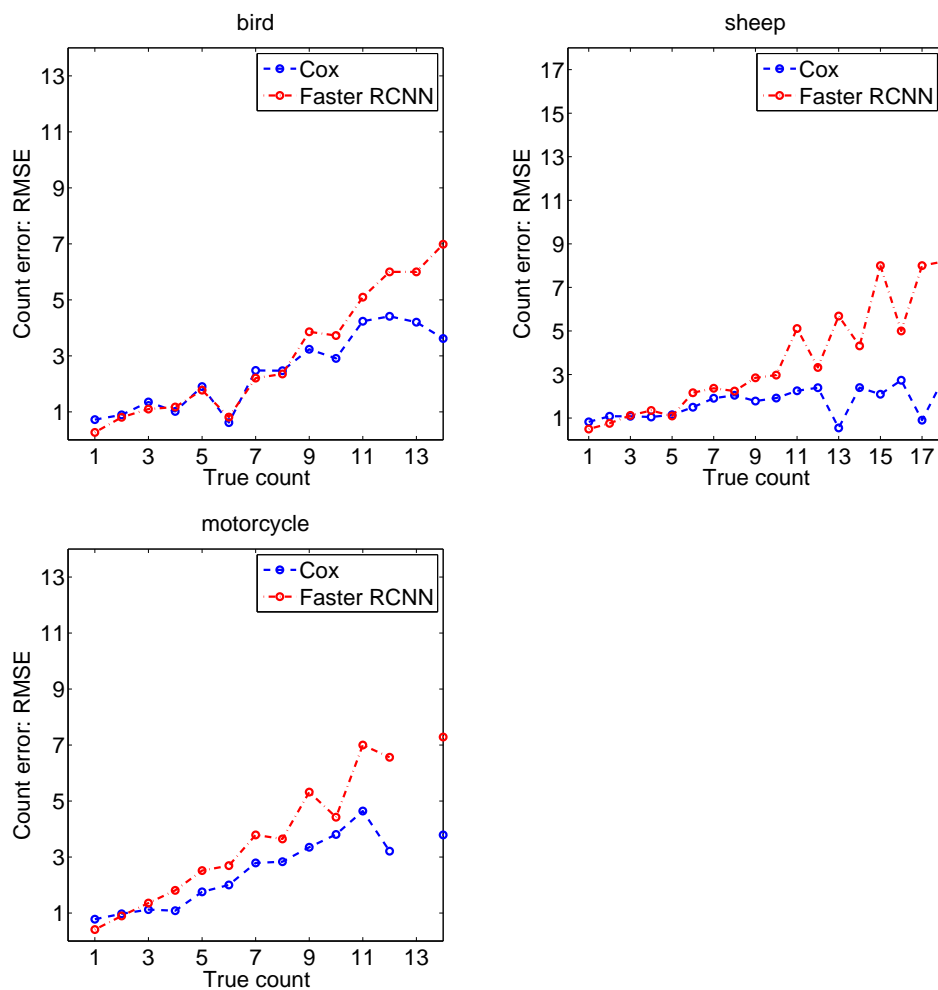 bird
Cox
Faster RCNN
13
11
9
7
5
3
1
Count error: RMSE
1 3 5 7 9 11 13
True count
sheep
Cox
Faster RCNN
17
15
13
11
9
7
5
3
1
Count error: RMSE
1 3 5 7 9 11 13 15 17
True count
motorcycle
Cox
Faster RCNN
13
11
9
7
5
3
1
Count error: RMSE
1 3 5 7 9 11 13
True count